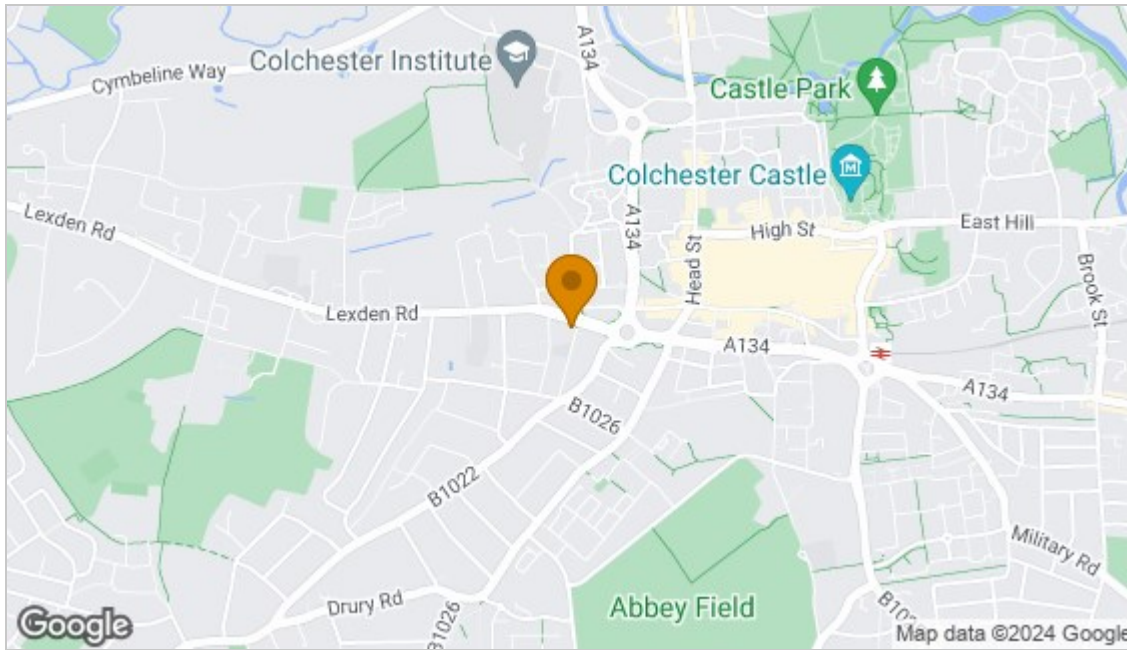 A134
Cymbeline Way
Colchester Institute
Castle Park
Colchester Castle
Lexden Rd
A134
Head St
High St
East Hill
Brook St
Lexden Rd
A134
A134
B1026
B1022
Military Rd
Drury Rd
B1026
Abbey Field
Google
Map data ©2024 Google